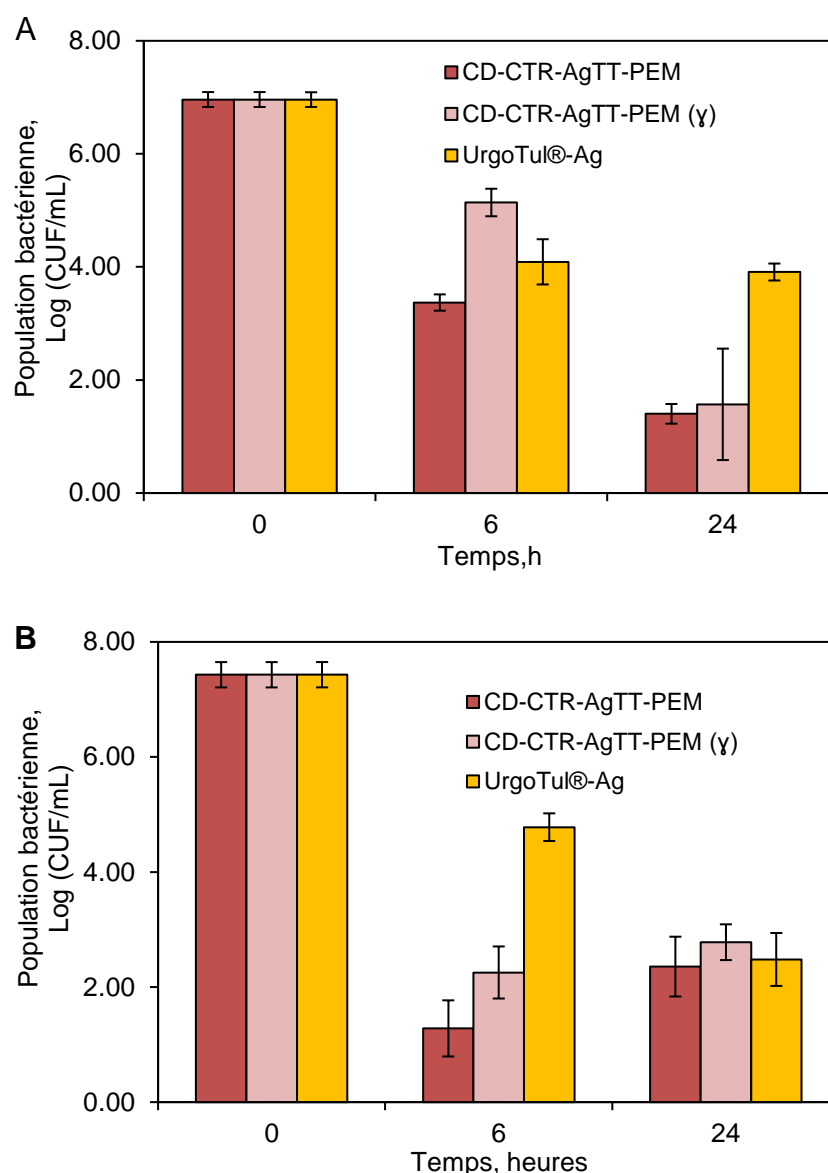 A
8.00
6.00
4.00
2.00
0.00
Population bactérienne,
Log (CUF/mL)
CD-CTR-AgTT-PEM
CD-CTR-AgTT-PEM (ɣ)
UrgoTul®-Ag
0 6 24
Temps,h
B
8.00
6.00
4.00
2.00
0.00
Population bactérienne,
Log (CUF/mL)
CD-CTR-AgTT-PEM
CD-CTR-AgTT-PEM (ɣ)
UrgoTul®-Ag
0 6 24
Temps, heures